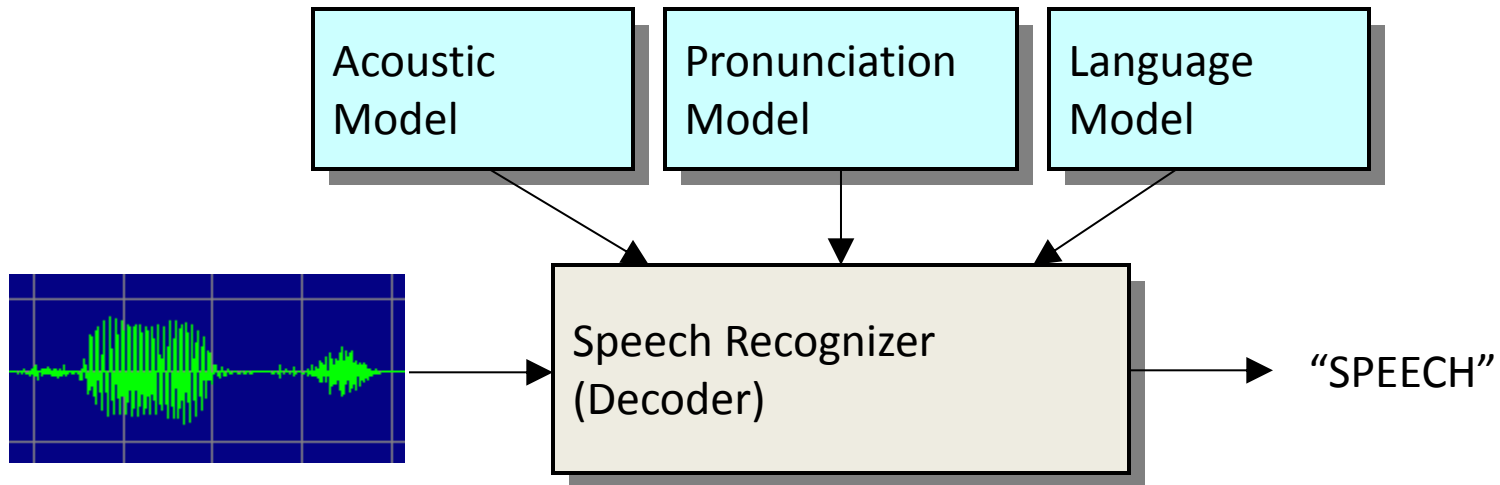 Acoustic
Model
Pronunciation
Model
Language
Model
Speech Recognizer
(Decoder)
“SPEECH”